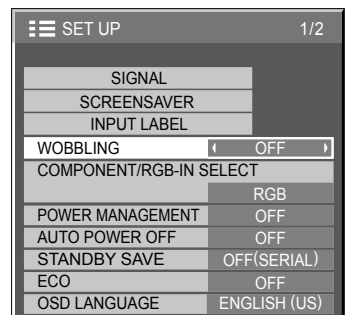 SET UP 1/2
SIGNAL
SCREENSAVER
INPUT LABEL
WOBBLING OFF
COMPONENT/RGB-IN SELECT
RGB
POWER MANAGEMENT OFF
AUTO POWER OFF OFF
STANDBY SAVE OFF(SERIAL)
ECO OFF
OSD LANGUAGE ENGLISH (US)